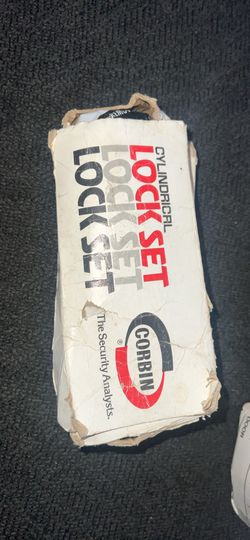 CYLINDRICAL
LOCK SET
LOCK SET
LOCK SET
CORBIN
®
The Security Analysts.